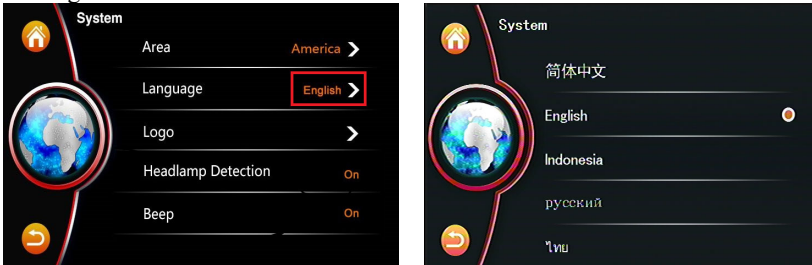 System
Area America
Language English
Logo
Headlamp Detection On
Beep On
System
简体中文
English
Indonesia
русский
ไทย